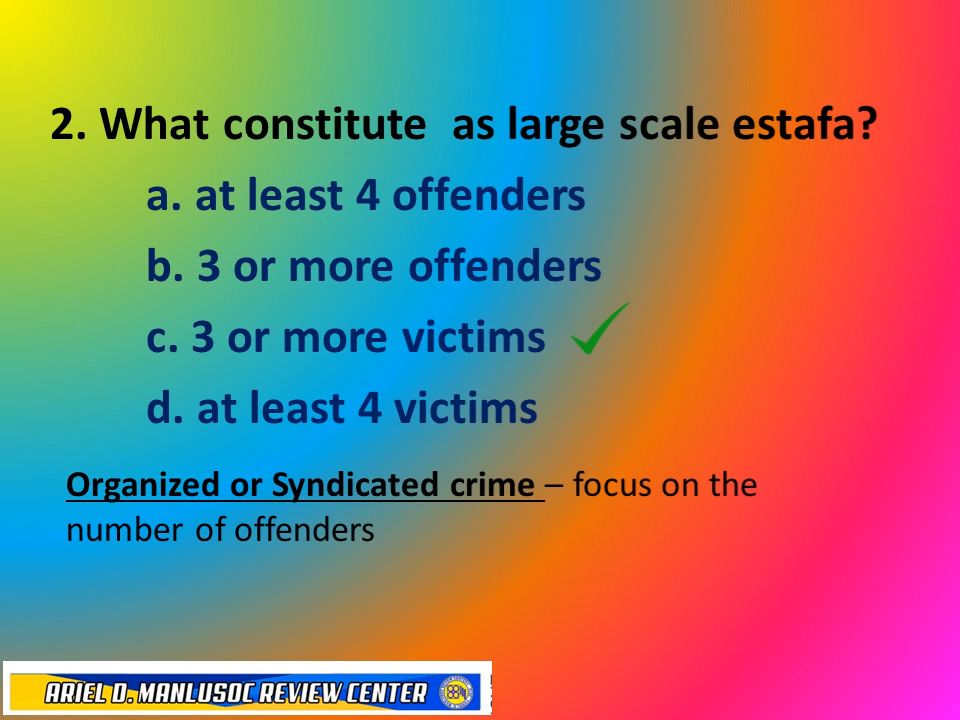 2. What constitute as large scale estafa?
a. at least 4 offenders
b. 3 or more offenders
c. 3 or more victims
d. at least 4 victims
Organized or Syndicated crime – focus on the
number of offenders
ARIEL D. MANLUSOC REVIEW CENTER